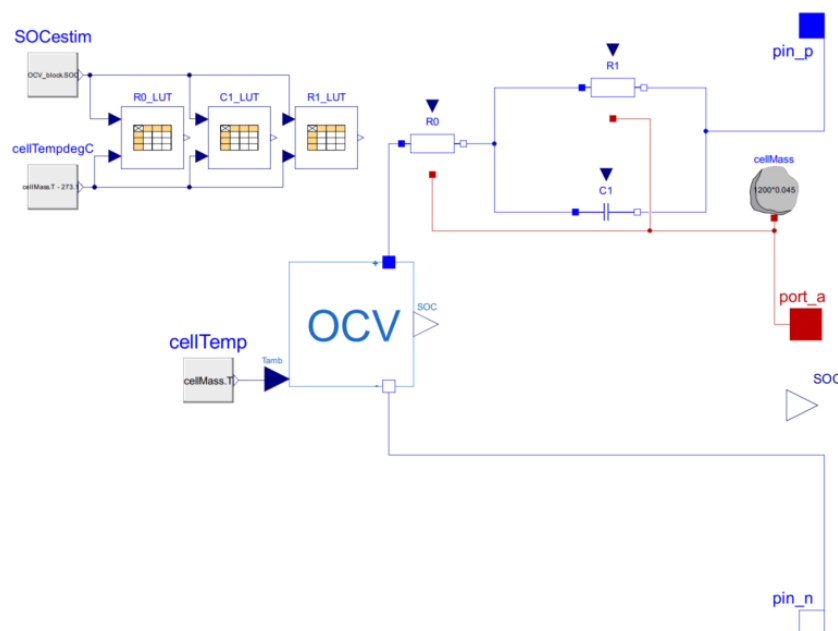 SOCestim
OCV_block.SOC
R0_LUT
C1_LUT
R1_LUT
cellTempdegC
cellMass.T - 273.1
R0
R1
C1
pin_p
cellMass
1200*0.045
port_a
+
OCV
SOC
cellTemp
cellMass.T
Tamb
-
SOC
pin_n